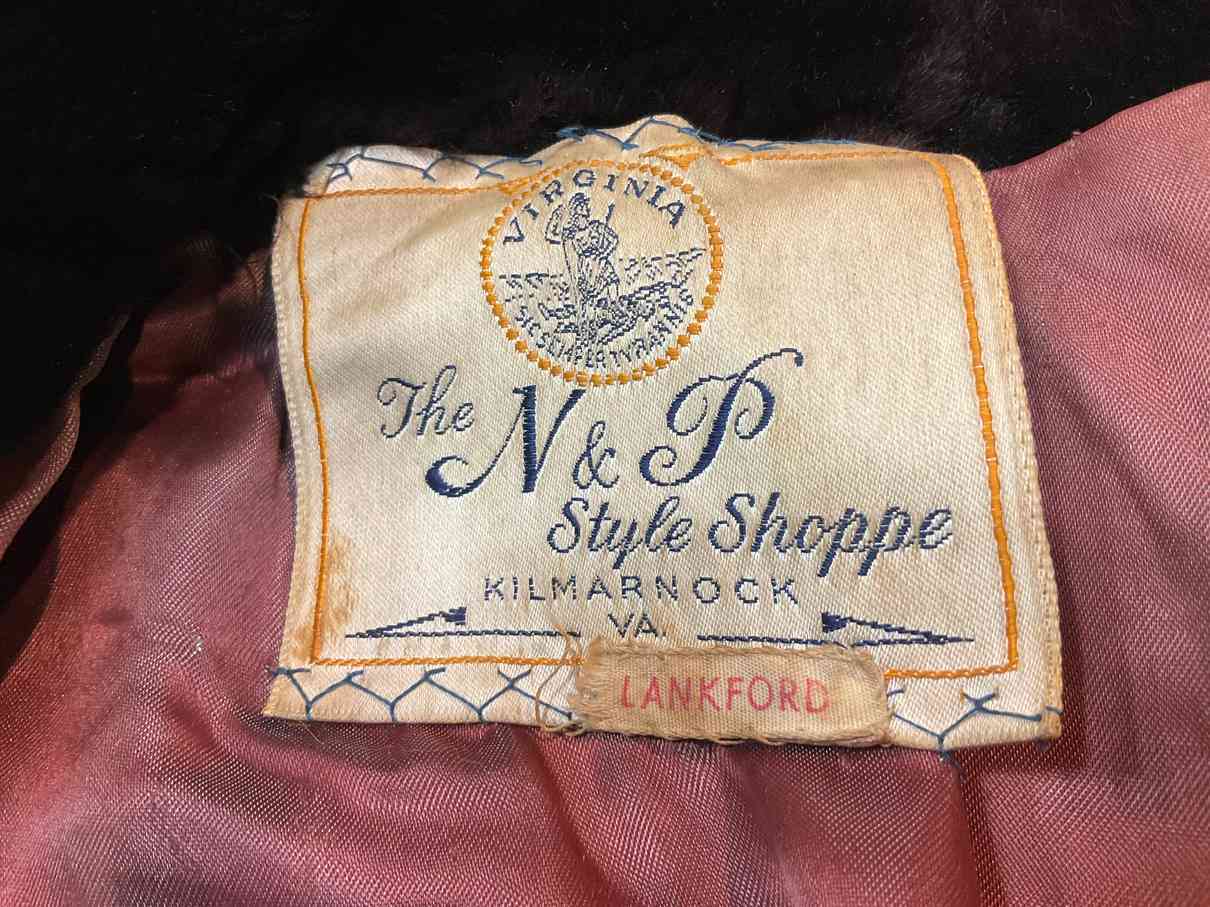 VIRGINIA
SIC SEMPER TYRANNIS
The N & P
Style Shoppe
KILMARNOCK
VA.
LANKFORD